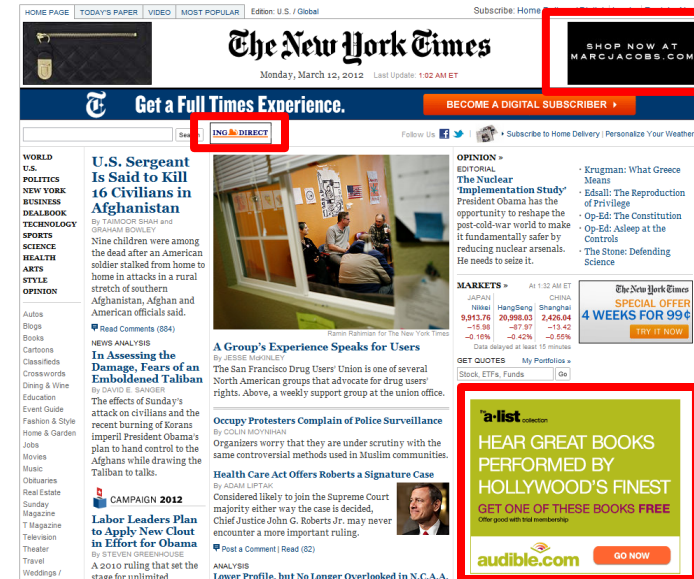 HOME PAGE TODAY'S PAPER VIDEO MOST POPULAR Edition: U.S. / Global
The New York Times
Monday, March 12, 2012 Last Update: 1:02 AM ET
SHOP NOW AT
MARCJACOBS.COM
Get a Full Times Experience.
BECOME A DIGITAL SUBSCRIBER
ING DIRECT
Follow Us
Subscribe to Home Delivery | Personalize Your Weather
WORLD
U.S.
POLITICS
NEW YORK
BUSINESS
DEALBOOK
TECHNOLOGY
SPORTS
SCIENCE
HEALTH
ARTS
STYLE
OPINION
Autos
Blogs
Books
Cartoons
Classifieds
Crosswords
Dining & Wine
Education
Event Guide
Fashion & Style
Home & Garden
Jobs
Movies
Music
Obituaries
Real Estate
Sunday
Magazine
T Magazine
Television
Theater
Travel
Weddings /
U.S. Sergeant
Is Said to Kill
16 Civilians in
Afghanistan
By TAIMOOR SHAH and
GRAHAM BOWLEY
Nine children were among
the dead after an American
soldier stalked from home to
home in attacks in a rural
stretch of southern
Afghanistan, Afghan and
American officials said.
Read Comments (884)
NEWS ANALYSIS
In Assessing the
Damage, Fears of an
Emboldened Taliban
By DAVID E. SANGER
The effects of Sunday's
attack on civilians and the
recent burning of Korans
imperil President Obama's
plan to hand control to the
Afghans while drawing the
Taliban to talks.
CAMPAIGN 2012
Labor Leaders Plan
to Apply New Clout
in Effort for Obama
By STEVEN GREENHOUSE
A 2010 ruling that set the
stage for unlimited
Ramin Rahimian for The New York Times
A Group's Experience Speaks for Users
By JESSE McKINLEY
The San Francisco Drug Users' Union is one of several
North American groups that advocate for drug users'
rights. Above, a weekly support group at the union office.
Occupy Protesters Complain of Police Surveillance
By COLIN MOYNIHAN
Organizers worry that they are under scrutiny with the
same controversial methods used in Muslim communities.
Health Care Act Offers Roberts a Signature Case
By ADAM LIPTAK
Considered likely to join the Supreme Court
majority either way the case is decided,
Chief Justice John G. Roberts Jr. may never
encounter a more important ruling.
Post a Comment | Read (82)
ANALYSIS
Lower Profile, but No Longer Overlooked in N.C.A.A.
OPINION »
EDITORIAL
The Nuclear
'Implementation Study'
President Obama has the
opportunity to reshape the
post-cold-war world to make
it fundamentally safer by
reducing nuclear arsenals.
He needs to seize it.
· Krugman: What Greece
Means
· Edsall: The Reproduction
of Privilege
· Op-Ed: The Constitution
· Op-Ed: Asleep at the
Controls
· The Stone: Defending
Science
MARKETS » At 1:32 AM ET
JAPAN CHINA
Nikkei HangSeng Shanghai
9,913.76 20,998.03 2,426.04
−15.98 −87.97 −13.42
−0.16% −0.42% −0.55%
Data delayed at least 15 minutes
GET QUOTES My Portfolios »
Stock, ETFs, Funds Go
The New York Times
SPECIAL OFFER
4 WEEKS FOR 99¢
TRY IT NOW
the a·list collection
HEAR GREAT BOOKS
PERFORMED BY
HOLLYWOOD'S FINEST
GET ONE OF THESE BOOKS FREE
Offer good with trial membership
audible.com GO NOW